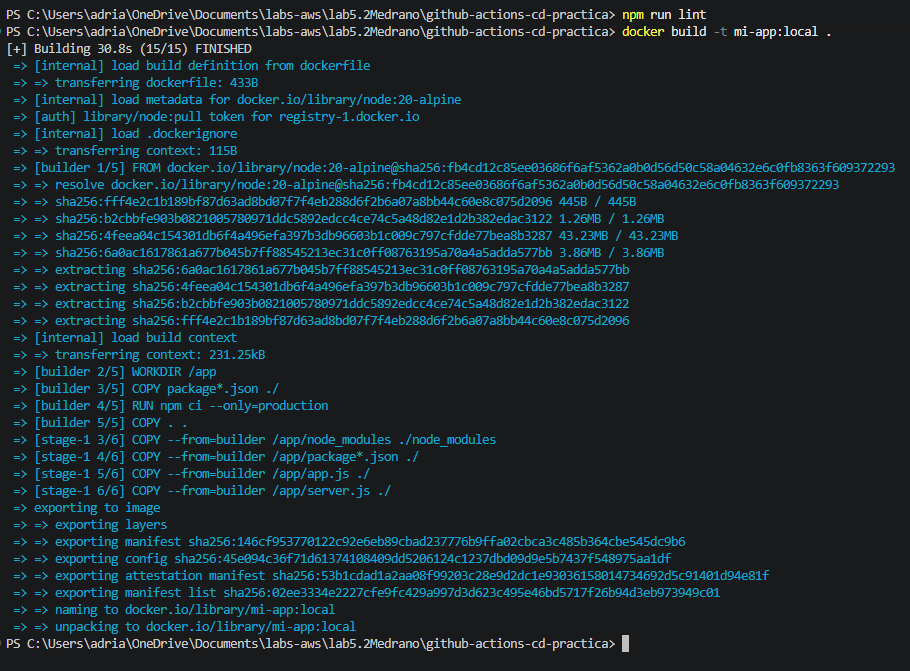 PS C:\Users\adria\OneDrive\Documents\labs-aws\lab5.2Medrano\github-actions-cd-practica> npm run lint
PS C:\Users\adria\OneDrive\Documents\labs-aws\lab5.2Medrano\github-actions-cd-practica> docker build -t mi-app:local .
[+] Building 30.8s (15/15) FINISHED
=> [internal] load build definition from dockerfile
=> => transferring dockerfile: 433B
=> [internal] load metadata for docker.io/library/node:20-alpine
=> [auth] library/node:pull token for registry-1.docker.io
=> [internal] load .dockerignore
=> => transferring context: 115B
=> [builder 1/5] FROM docker.io/library/node:20-alpine@sha256:fb4cd12c85ee03686f6af5362a0b0d56d50c58a04632e6c0fb8363f609372293
=> => resolve docker.io/library/node:20-alpine@sha256:fb4cd12c85ee03686f6af5362a0b0d56d50c58a04632e6c0fb8363f609372293
=> => sha256:fff4e2c1b189bf87d63ad8bd07f7f4eb288d6f2b6a07a8bb44c60e8c075d2096 445B / 445B
=> => sha256:b2cbbfe903b0821005780971ddc5892edcc4ce74c5a48d82e1d2b382edac3122 1.26MB / 1.26MB
=> => sha256:4feea04c154301db6f4a496efa397b3db96603b1c009c797cfdde77bea8b3287 43.23MB / 43.23MB
=> => sha256:6a0ac1617861a677b045b7ff88545213ec31c0ff08763195a70a4a5adda577bb 3.86MB / 3.86MB
=> => extracting sha256:6a0ac1617861a677b045b7ff88545213ec31c0ff08763195a70a4a5adda577bb
=> => extracting sha256:4feea04c154301db6f4a496efa397b3db96603b1c009c797cfdde77bea8b3287
=> => extracting sha256:b2cbbfe903b0821005780971ddc5892edcc4ce74c5a48d82e1d2b382edac3122
=> => extracting sha256:fff4e2c1b189bf87d63ad8bd07f7f4eb288d6f2b6a07a8bb44c60e8c075d2096
=> [internal] load build context
=> => transferring context: 231.25kB
=> [builder 2/5] WORKDIR /app
=> [builder 3/5] COPY package*.json ./
=> [builder 4/5] RUN npm ci --only=production
=> [builder 5/5] COPY . .
=> [stage-1 3/6] COPY --from=builder /app/node_modules ./node_modules
=> [stage-1 4/6] COPY --from=builder /app/package*.json ./
=> [stage-1 5/6] COPY --from=builder /app/app.js ./
=> [stage-1 6/6] COPY --from=builder /app/server.js ./
=> exporting to image
=> => exporting layers
=> => exporting manifest sha256:146cf953770122c92e6eb89cbad237776b9ffa02cbca3c485b364cbe545dc9b6
=> => exporting config sha256:45e094c36f71d61374108409dd5206124c1237dbd09d9e5b7437f548975aa1df
=> => exporting attestation manifest sha256:53b1cdad1a2aa08f99203c28e9d2dc1e93036158014734692d5c91401d94e81f
=> => exporting manifest list sha256:02ee3334e2227cfe9fc429a997d3d623c495e46bd5717f26b94d3eb973949c01
=> => naming to docker.io/library/mi-app:local
=> => unpacking to docker.io/library/mi-app:local
PS C:\Users\adria\OneDrive\Documents\labs-aws\lab5.2Medrano\github-actions-cd-practica>